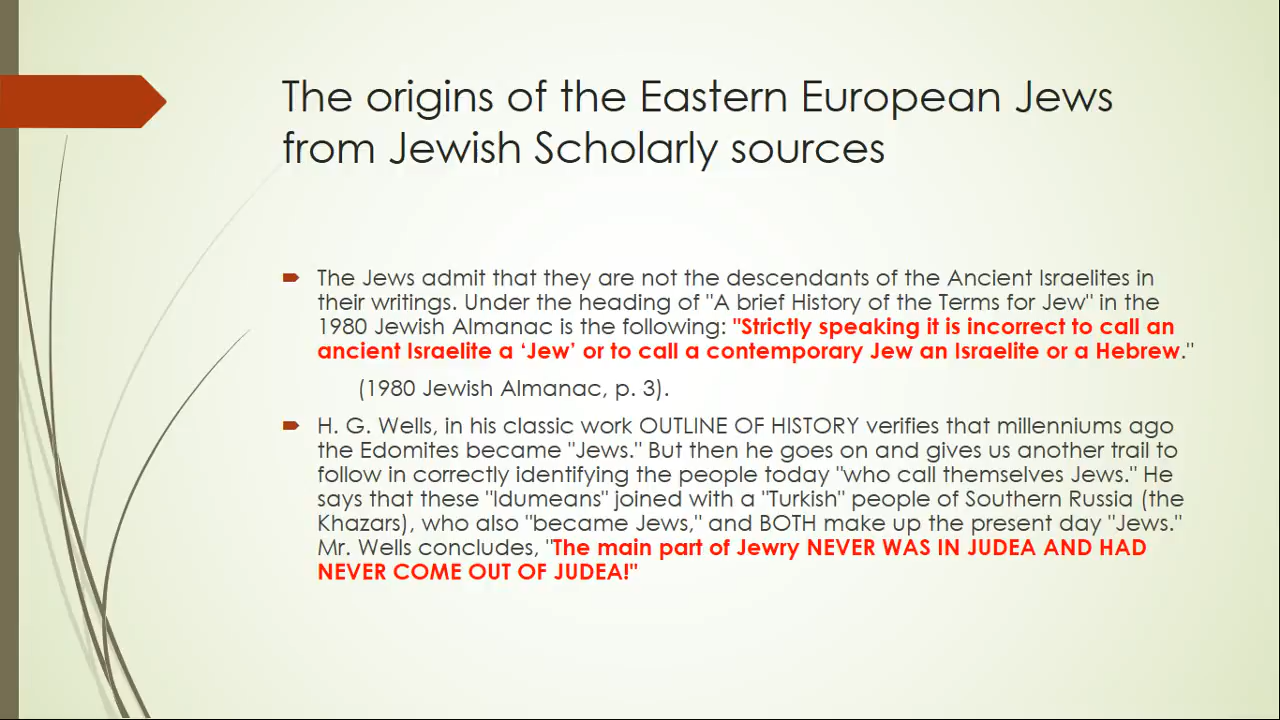 The origins of the Eastern European Jews
from Jewish Scholarly sources
The Jews admit that they are not the descendants of the Ancient Israelites in
their writings. Under the heading of "A brief History of the Terms for Jew" in the
1980 Jewish Almanac is the following: "Strictly speaking it is incorrect to call an
ancient Israelite a ‘Jew’ or to call a contemporary Jew an Israelite or a Hebrew."
(1980 Jewish Almanac, p. 3).
H. G. Wells, in his classic work OUTLINE OF HISTORY verifies that millenniums ago
the Edomites became "Jews." But then he goes on and gives us another trail to
follow in correctly identifying the people today "who call themselves Jews." He
says that these "Idumeans" joined with a "Turkish" people of Southern Russia (the
Khazars), who also "became Jews," and BOTH make up the present day "Jews."
Mr. Wells concludes, "The main part of Jewry NEVER WAS IN JUDEA AND HAD
NEVER COME OUT OF JUDEA!"